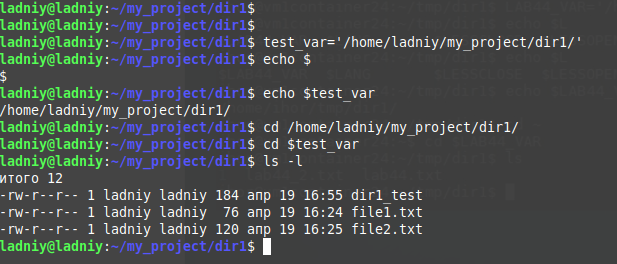 ladniy@ladniy:~/my_project/dir1$
ladniy@ladniy:~/my_project/dir1$
ladniy@ladniy:~/my_project/dir1$ test_var='/home/ladniy/my_project/dir1/'
ladniy@ladniy:~/my_project/dir1$ echo $
$
ladniy@ladniy:~/my_project/dir1$ echo $test_var
/home/ladniy/my_project/dir1/
ladniy@ladniy:~/my_project/dir1$ cd /home/ladniy/my_project/dir1/
ladniy@ladniy:~/my_project/dir1$ cd $test_var
ladniy@ladniy:~/my_project/dir1$ ls -l
итого 12
-rw-r--r-- 1 ladniy ladniy 184 апр 19 16:55 dir1_test
-rw-r--r-- 1 ladniy ladniy  76 апр 19 16:24 file1.txt
-rw-r--r-- 1 ladniy ladniy 120 апр 19 16:25 file2.txt
ladniy@ladniy:~/my_project/dir1$